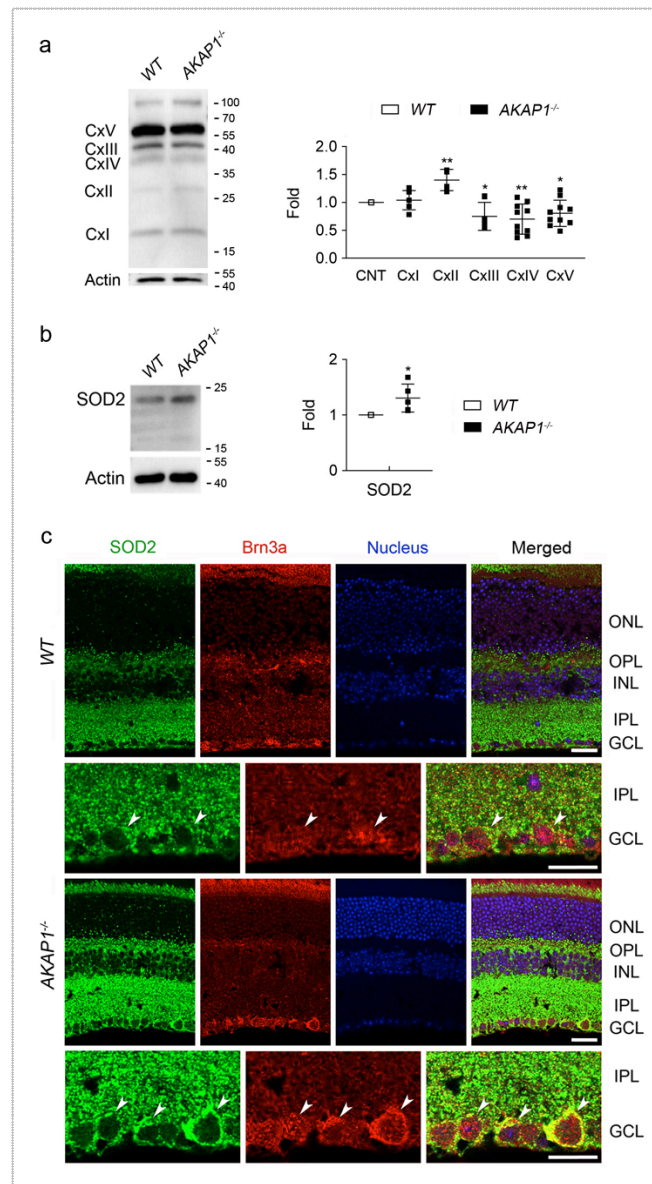 a
WT AKAP1-/-
- 100
- 70
CxV - 55
CxIII - 40
CxIV - 35
CxII - 25
CxI
- 15
Actin - 55
- 40
WT AKAP1-/-
Fold
2.0
1.5
1.0
0.5
0.0
** * ** *
CNT CxI CxII CxIII CxIV CxV
b
WT AKAP1-/-
- 25
SOD2
- 15
Actin - 55
- 40
Fold
2
1
0
*
SOD2
WT
AKAP1-/-
c
SOD2 Brn3a Nucleus Merged
WT
ONL
OPL
INL
IPL
GCL
IPL
GCL
AKAP1-/-
ONL
OPL
INL
IPL
GCL
IPL
GCL